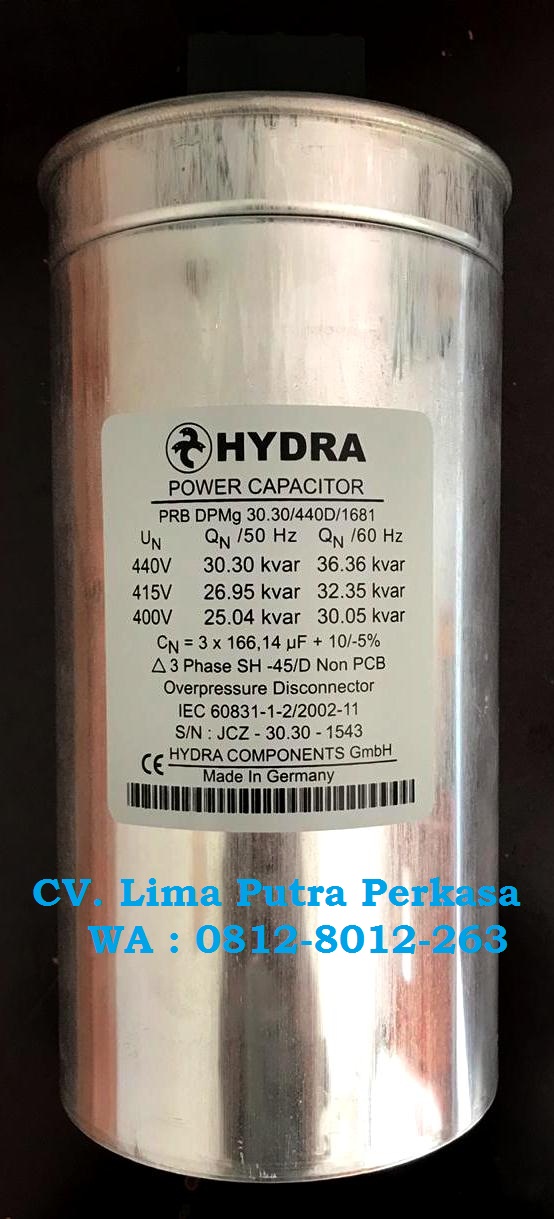 HYDRA
POWER CAPACITOR
PRB DPMg 30.30/440D/1681
UN QN /50 Hz QN /60 Hz
440V 30.30 kvar 36.36 kvar
415V 26.95 kvar 32.35 kvar
400V 25.04 kvar 30.05 kvar
CN = 3 x 166,14 µF + 10/-5%
△ 3 Phase SH -45/D Non PCB
Overpressure Disconnector
IEC 60831-1-2/2002-11
S/N : JCZ - 30.30 - 1543
CE HYDRA COMPONENTS GmbH
Made In Germany
CV. Lima Putra Perkasa
WA : 0812-8012-263